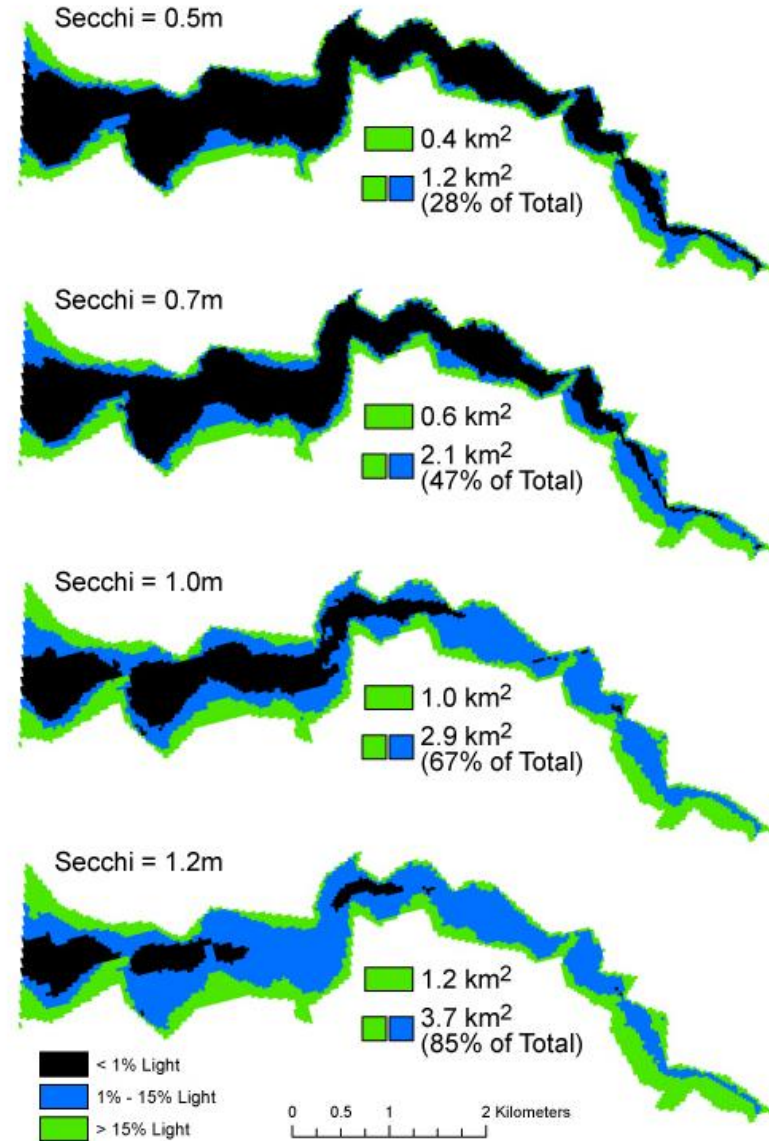 Secchi = 0.5m
0.4 km²
1.2 km²
(28% of Total)
Secchi = 0.7m
0.6 km²
2.1 km²
(47% of Total)
Secchi = 1.0m
1.0 km²
2.9 km²
(67% of Total)
Secchi = 1.2m
1.2 km²
3.7 km²
(85% of Total)
< 1% Light
1% - 15% Light
> 15% Light
0 0.5 1 2 Kilometers